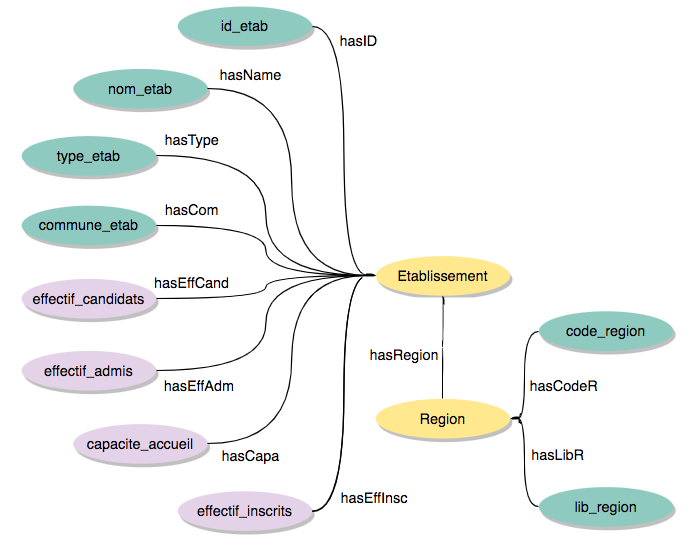 id_etab
hasID
hasName
nom_etab
hasType
type_etab
hasCom
commune_etab
Etablissement
hasEffCand
effectif_candidats
code_region
hasRegion
effectif_admis
hasEffAdm
hasCodeR
Region
capacite_accueil
hasCapa
hasLibR
hasEffInsc
effectif_inscrits
lib_region